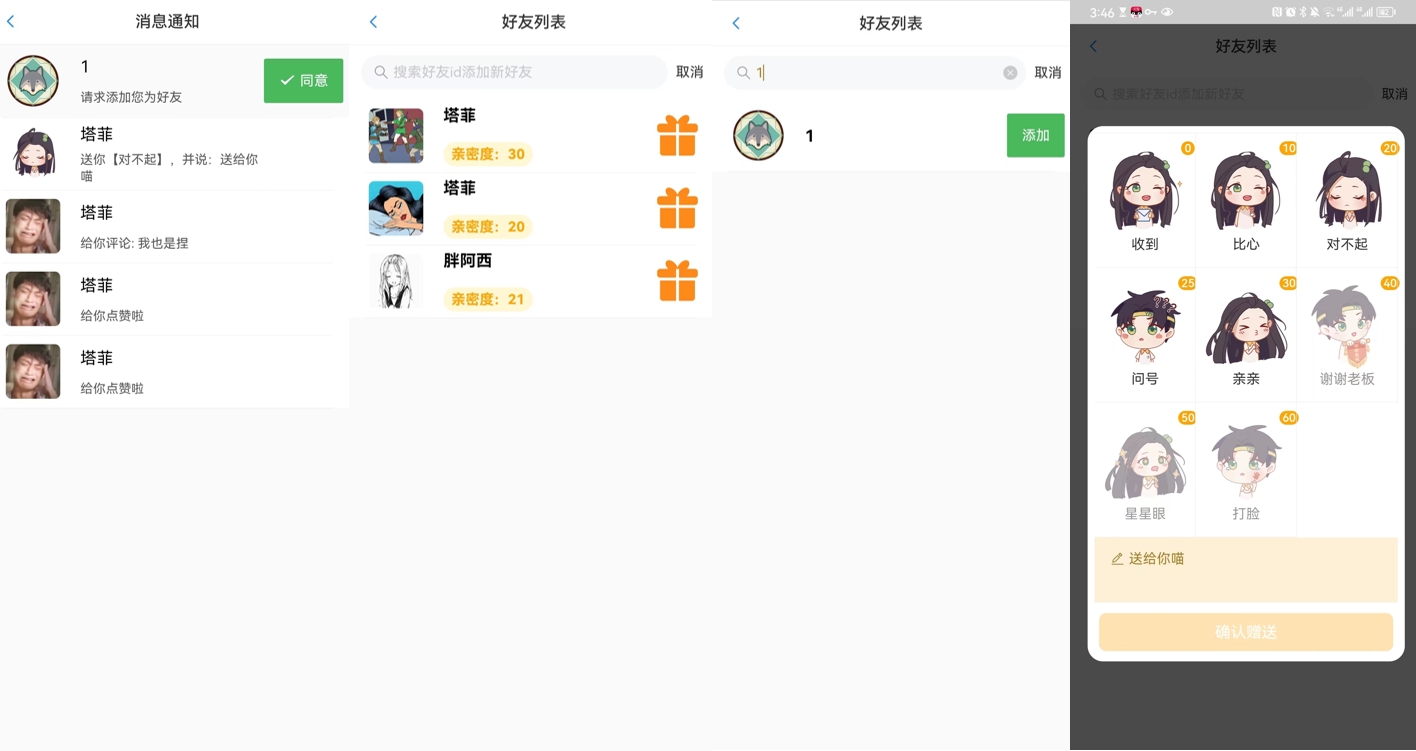 消息通知
1
请求添加您为好友
同意
塔菲
送你【对不起】，并说：送给你
喵
塔菲
给你评论: 我也是捏
塔菲
给你点赞啦
塔菲
给你点赞啦
好友列表
搜索好友id添加新好友
取消
塔菲
亲密度：30
塔菲
亲密度：20
胖阿西
亲密度：21
好友列表
1
取消
1
添加
3:46
好友列表
搜索好友id添加新好友
取消
0
收到
10
比心
20
对不起
25
问号
30
亲亲
40
谢谢老板
50
星星眼
60
打脸
送给你喵
确认赠送